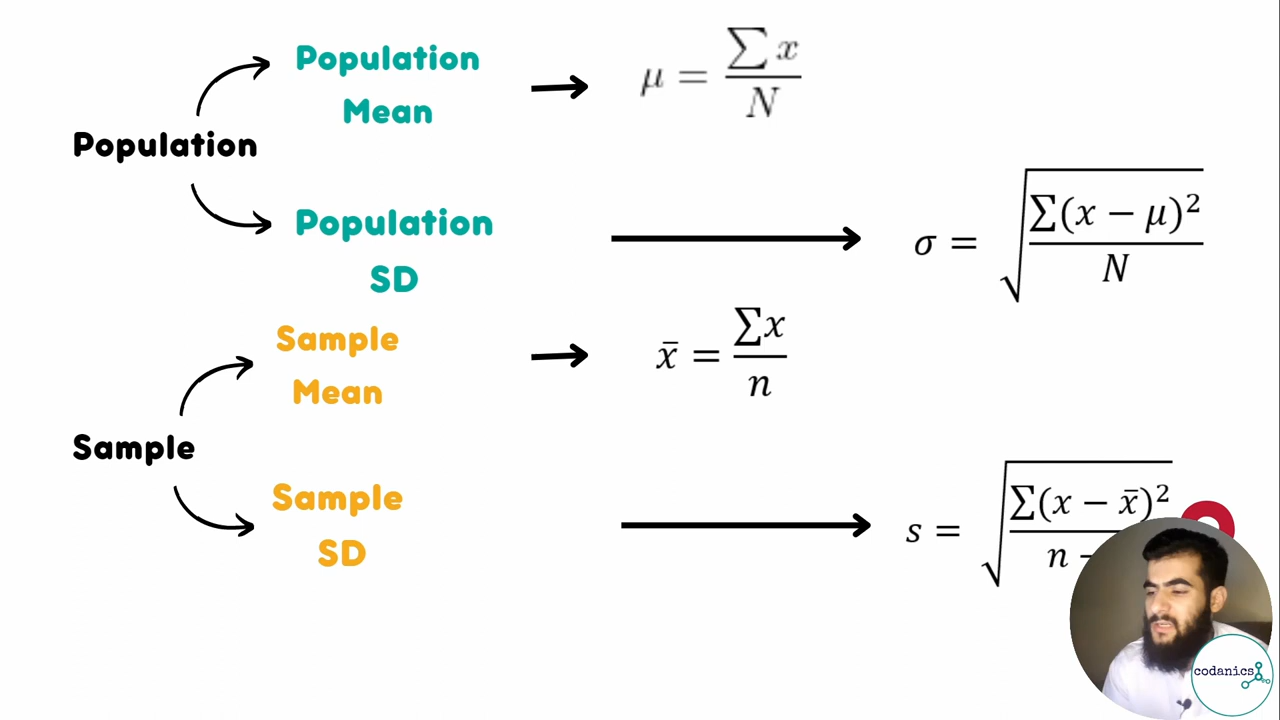 Population
Mean
μ = ∑x / N
Population
Population
SD
σ = √(∑(x − μ)² / N)
Sample
Mean
x̄ = ∑x / n
Sample
Sample
SD
s = √(∑(x − x̄)² / n −
codanics